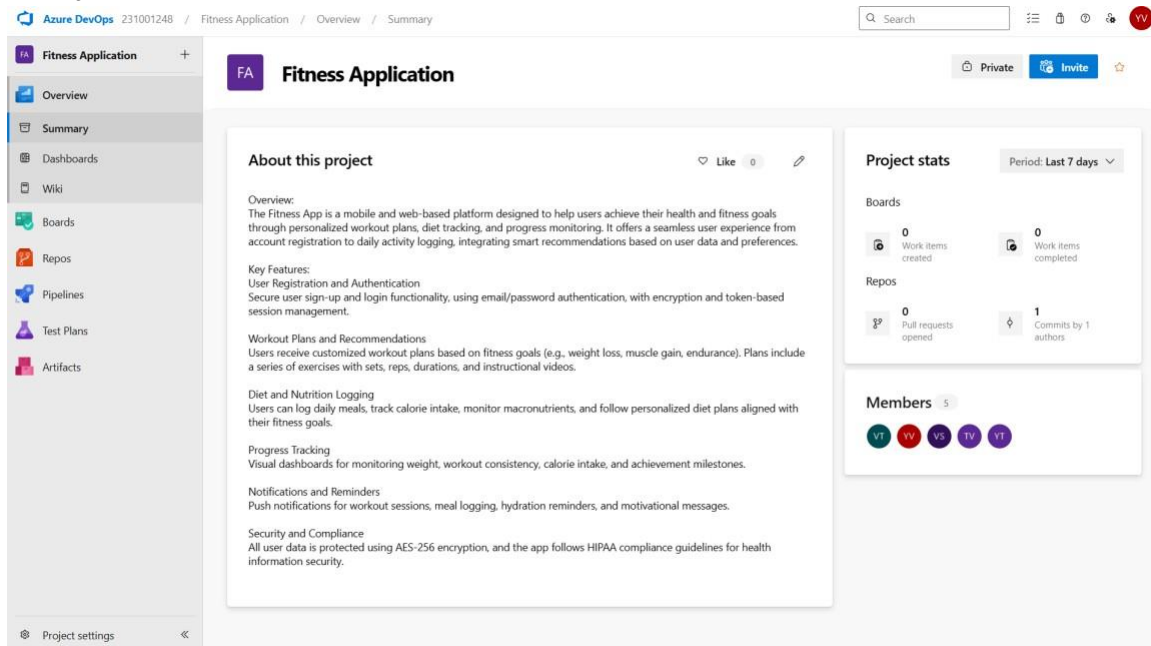 Azure DevOps 231001248 / Fitness Application / Overview / Summary
Search
YV
FA Fitness Application +
Overview
Summary
Dashboards
Wiki
Boards
Repos
Pipelines
Test Plans
Artifacts
Project settings
FA Fitness Application
Private
Invite
About this project
Like 0
Overview:
The Fitness App is a mobile and web-based platform designed to help users achieve their health and fitness goals
through personalized workout plans, diet tracking, and progress monitoring. It offers a seamless user experience from
account registration to daily activity logging, integrating smart recommendations based on user data and preferences.
Key Features:
User Registration and Authentication
Secure user sign-up and login functionality, using email/password authentication, with encryption and token-based
session management.
Workout Plans and Recommendations
Users receive customized workout plans based on fitness goals (e.g., weight loss, muscle gain, endurance). Plans include
a series of exercises with sets, reps, durations, and instructional videos.
Diet and Nutrition Logging
Users can log daily meals, track calorie intake, monitor macronutrients, and follow personalized diet plans aligned with
their fitness goals.
Progress Tracking
Visual dashboards for monitoring weight, workout consistency, calorie intake, and achievement milestones.
Notifications and Reminders
Push notifications for workout sessions, meal logging, hydration reminders, and motivational messages.
Security and Compliance
All user data is protected using AES-256 encryption, and the app follows HIPAA compliance guidelines for health
information security.
Project stats
Period: Last 7 days
Boards
0
Work items
created
0
Work items
completed
Repos
0
Pull requests
opened
1
Commits by 1
authors
Members 5
VT YV VS TV YT